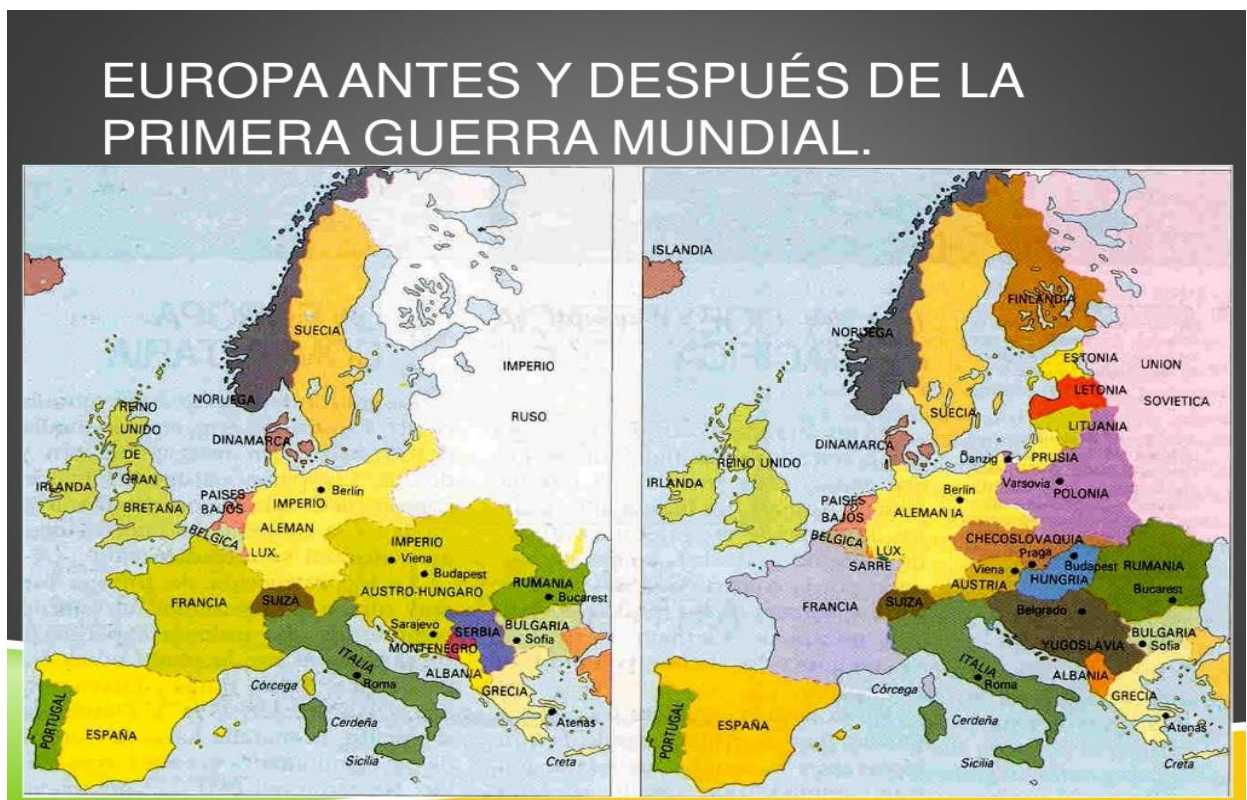 EUROPA ANTES Y DESPUÉS DE LA
PRIMERA GUERRA MUNDIAL.
SUECIA
IMPERIO
RUSO
NORUEGA
REINO
UNIDO
DE
GRAN
BRETAÑA
IRLANDA
DINAMARCA
PAISES
BAJOS
BELGICA
LUX.
Berlín
IMPERIO
ALEMAN
IMPERIO
Viena
Budapest
AUSTRO-HUNGARO
RUMANIA
Bucarest
FRANCIA
SUIZA
Sarajevo
SERBIA
MONTENEGRO
BULGARIA
Sofia
ITALIA
Roma
ALBANIA
GRECIA
Córcega
Cerdeña
Sicilia
Atenas
Creta
PORTUGAL
ESPAÑA
ISLANDIA
NORUEGA
FINLANDIA
SUECIA
ESTONIA
LETONIA
LITUANIA
UNION
SOVIETICA
DINAMARCA
Danzig
PRUSIA
Varsovia
POLONIA
REINO UNIDO
IRLANDA
PAISES
BAJOS
BELGICA
LUX.
SARRE
Berlín
ALEMANIA
CHECOSLOVAQUIA
Praga
Viena
AUSTRIA
Budapest
HUNGRIA
RUMANIA
Bucarest
FRANCIA
SUIZA
Belgrado
YUGOSLAVIA
BULGARIA
Sofia
ITALIA
Roma
ALBANIA
GRECIA
Córcega
Cerdeña
Sicilia
Atenas
Creta
PORTUGAL
ESPAÑA